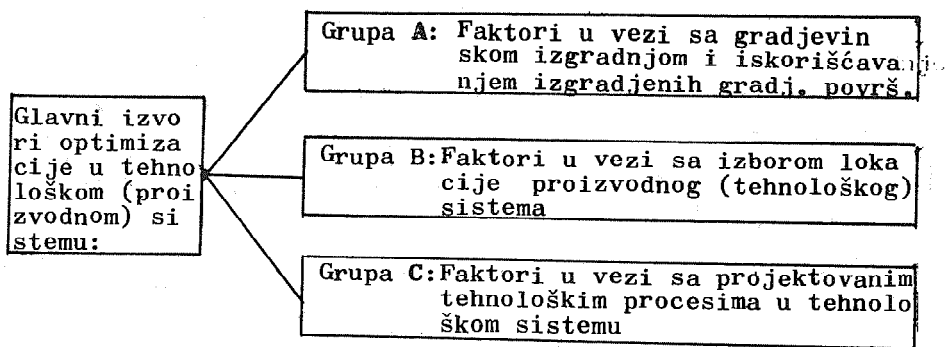 Grupa A: Faktori u vezi sa gradjevin
skom izgradnjom i iskorišćava
njem izgradjenih gradj. površ.
Glavni izvo
ri optimiza
cije u tehno
loškom (proi
zvodnom) si
stemu:
Grupa B: Faktori u vezi sa izborom loka
cije proizvodnog (tehnološkog)
sistema
Grupa C: Faktori u vezi sa projektovanim
tehnološkim procesima u tehnolo
škom sistemu